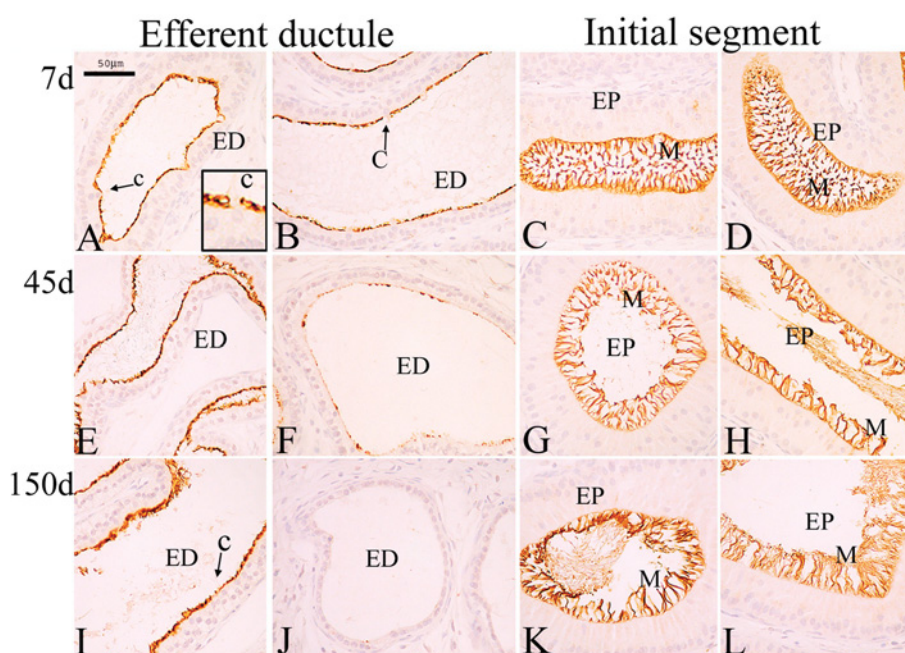 Efferent ductule Initial segment
7d 50µm ED c c A C ED B EP M C EP M D
45d ED E ED F M EP G EP M H
150d ED c I ED J EP M K EP M L